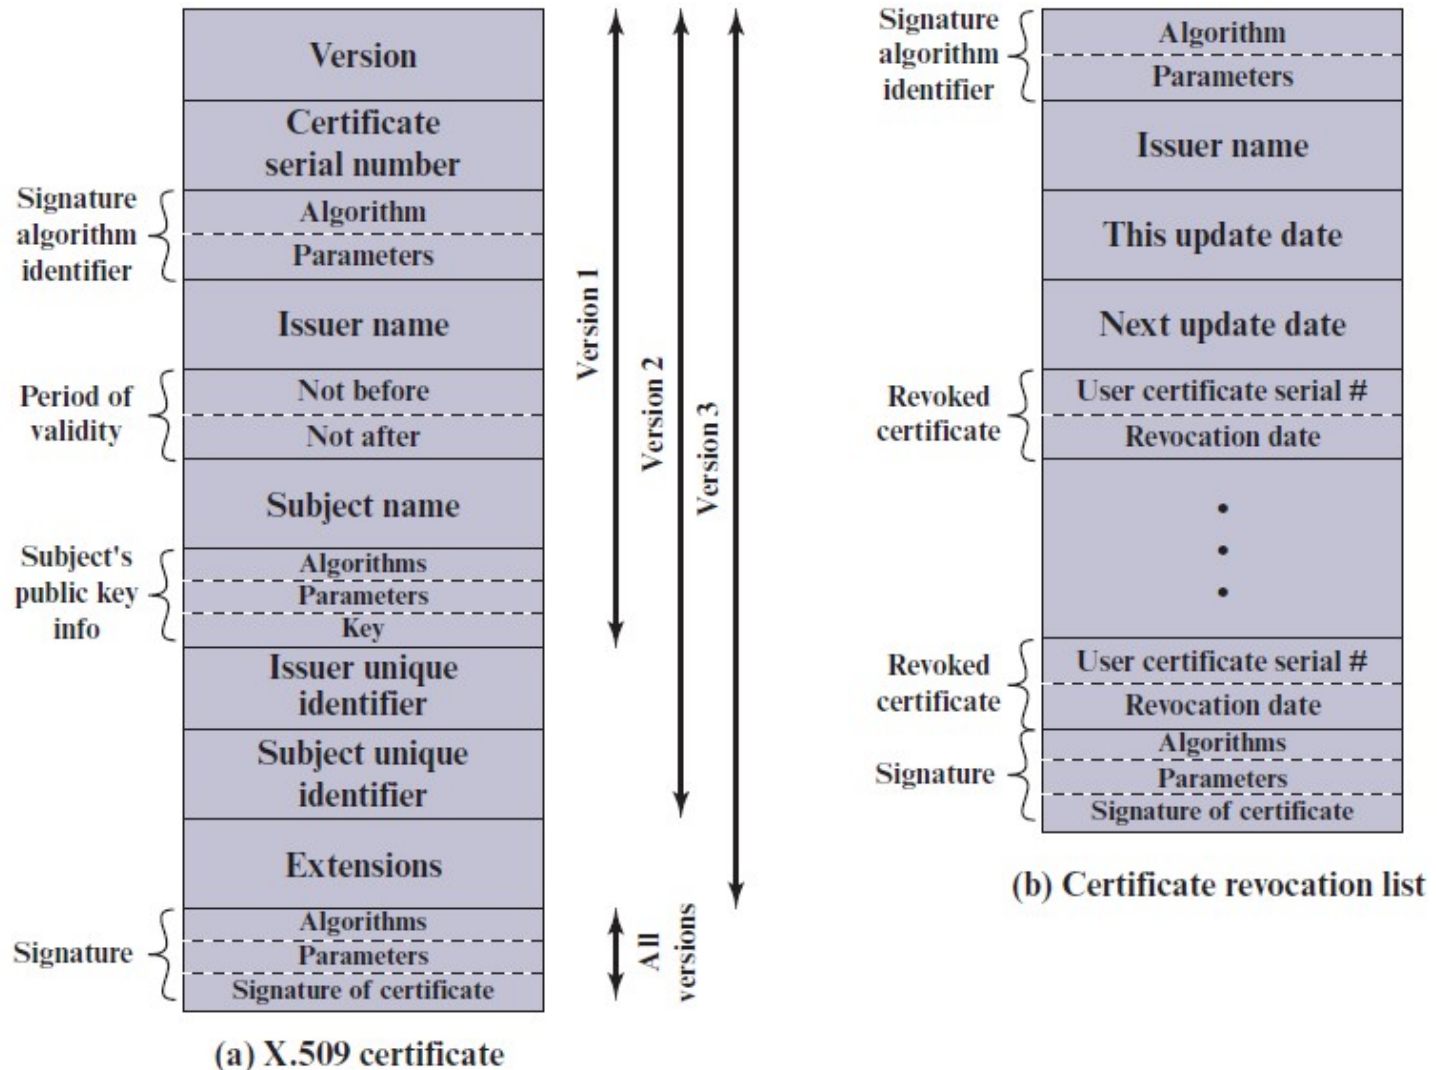 Version
Certificate
serial number
Signature
algorithm
identifier
Algorithm
Parameters
Issuer name
Period of
validity
Not before
Not after
Subject name
Subject's
public key
info
Algorithms
Parameters
Key
Issuer unique
identifier
Subject unique
identifier
Extensions
Signature
Algorithms
Parameters
Signature of certificate
Version 1
Version 2
Version 3
All
versions
(a) X.509 certificate
Signature
algorithm
identifier
Algorithm
Parameters
Issuer name
This update date
Next update date
Revoked
certificate
User certificate serial #
Revocation date
•
•
•
Revoked
certificate
User certificate serial #
Revocation date
Signature
Algorithms
Parameters
Signature of certificate
(b) Certificate revocation list